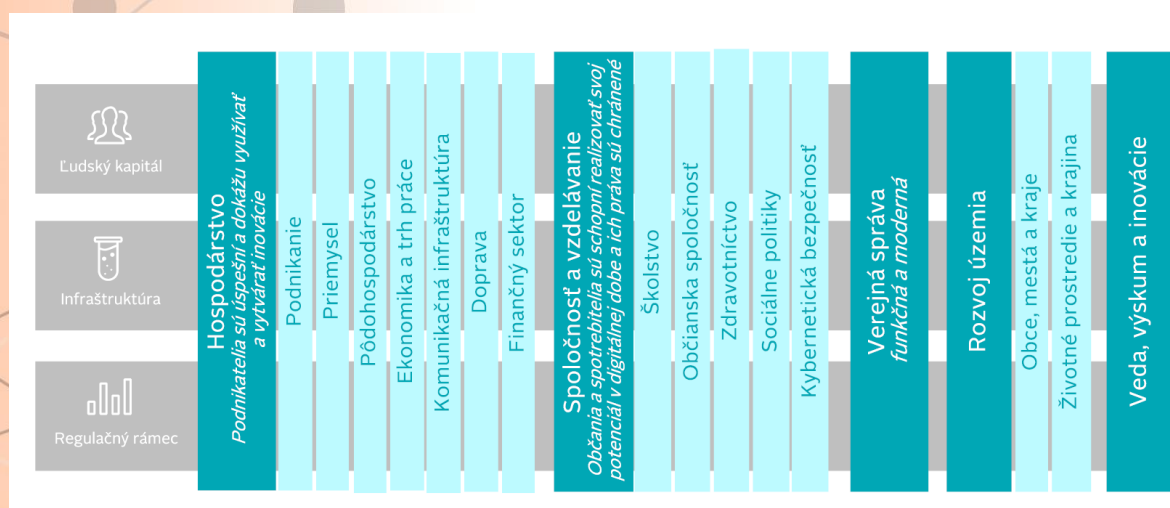 Ľudský kapitál
Infraštruktúra
Regulačný rámec
Hospodárstvo
Podnikatelia sú úspešní a dokážu využívať
a vytvárať inovácie
Podnikanie
Priemysel
Pôdohospodárstvo
Ekonomika a trh práce
Komunikačná infraštruktúra
Doprava
Finančný sektor
Spoločnosť a vzdelávanie
Občania a spotrebitelia sú schopní realizovať svoj
potenciál v digitálnej dobe a ich práva sú chránené
Školstvo
Občianska spoločnosť
Zdravotníctvo
Sociálne politiky
Kybernetická bezpečnosť
Verejná správa
funkčná a moderná
Rozvoj územia
Obce, mestá a kraje
Životné prostredie a krajina
Veda, výskum a inovácie